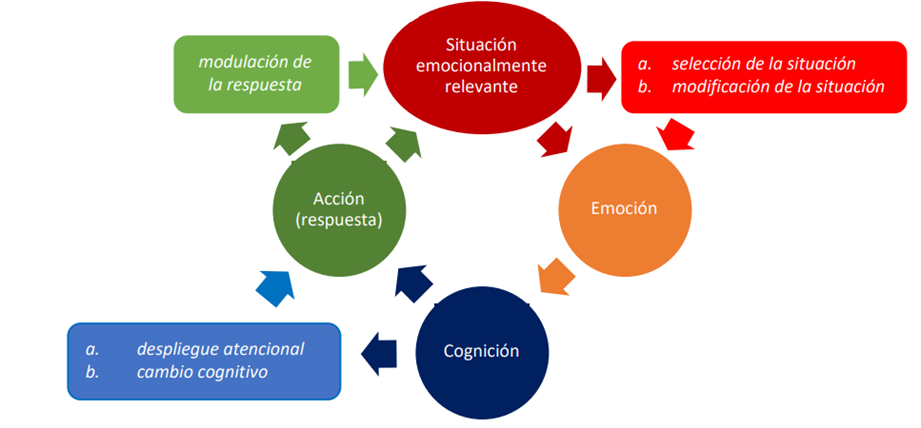 modulación de
la respuesta
Situación
emocionalmente
relevante
a. selección de la situación
b. modificación de la situación
Acción
(respuesta)
Emoción
Cognición
a. despliegue atencional
b. cambio cognitivo